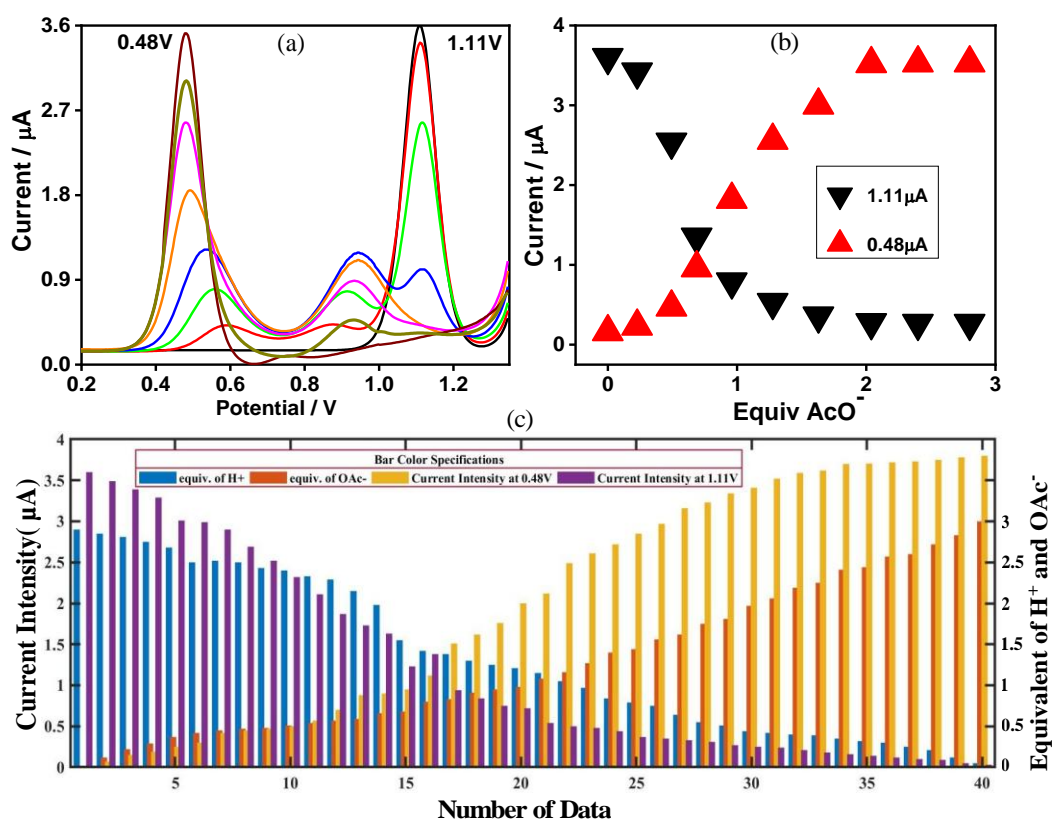 (a)
0.48V
1.11V
3.6
2.7
1.8
0.9
0.0
Current / μA
0.2 0.4 0.6 0.8 1.0 1.2
Potential / V
(b)
4
3
2
1
0
Current / μA
1.11μA
0.48μA
0 1 2 3
Equiv AcO-
(c)
Bar Color Specifications
equiv. of H+ equiv. of OAc- Current Intensity at 0.48V Current Intensity at 1.11V
4
3.5
3
2.5
2
1.5
1
0.5
0
Current Intensity( μA)
3
2.5
2
1.5
1
0.5
0
Equivalent of H+ and OAc-
5 10 15 20 25 30 35 40
Number of Data